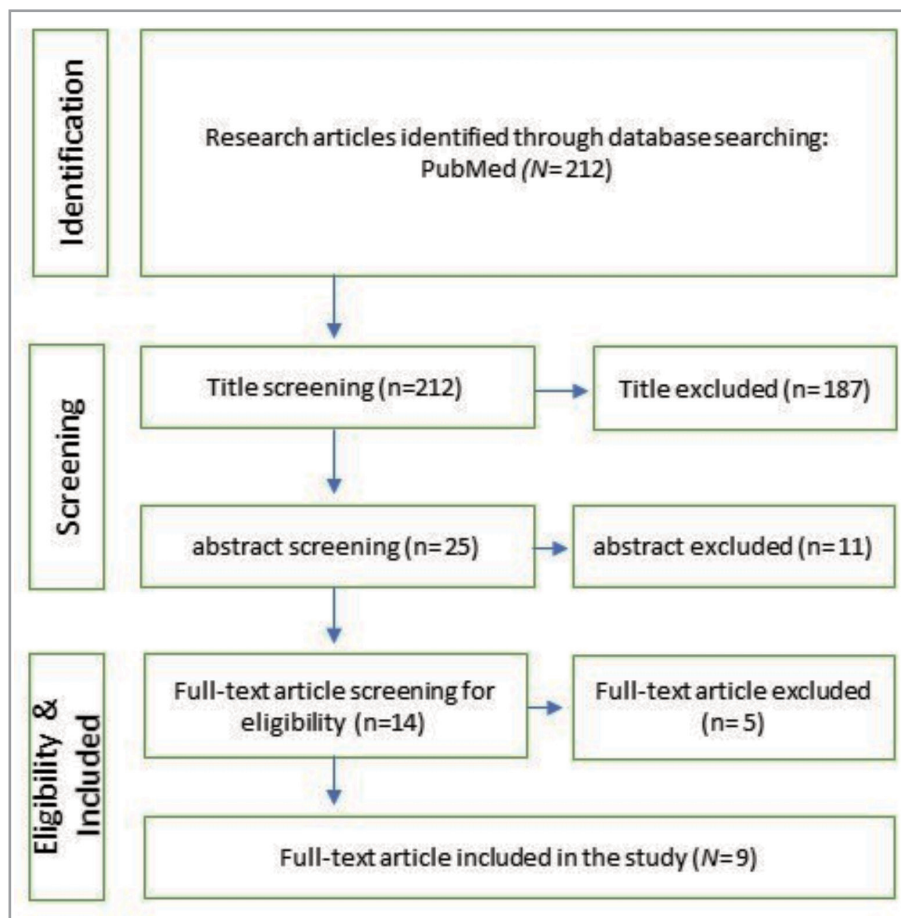 Identification
Research articles identified through database searching:
PubMed (N=212)
Screening
Title screening (n=212)
Title excluded (n=187)
abstract screening (n=25)
abstract excluded (n=11)
Eligibility &
Included
Full-text article screening for
eligibility (n=14)
Full-text article excluded
(n=5)
Full-text article included in the study (N=9)